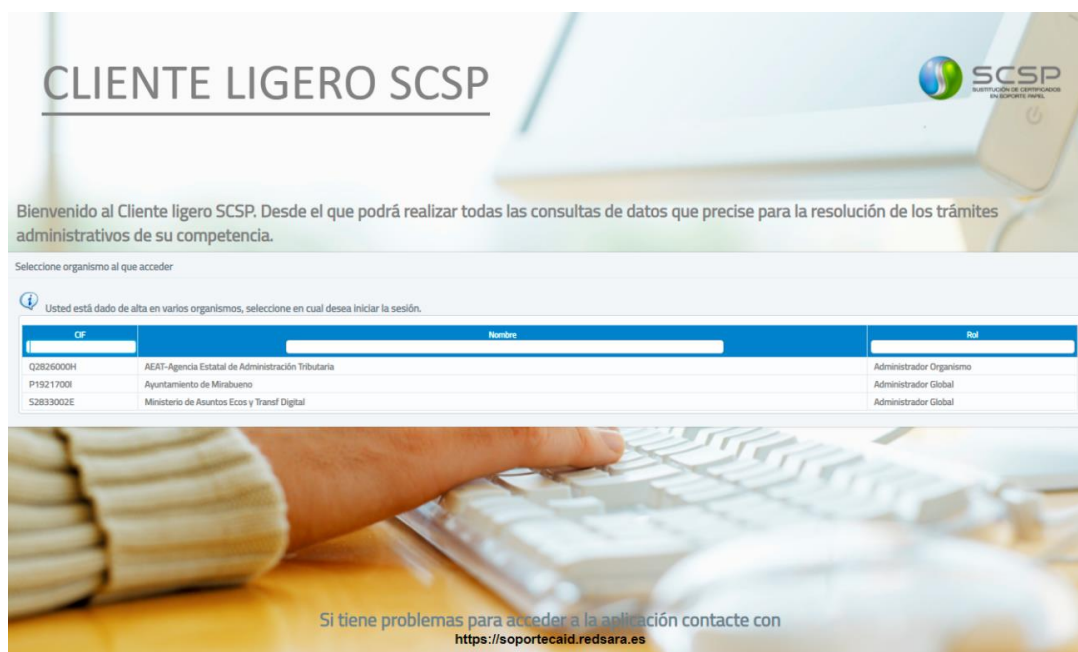 CLIENTE LIGERO SCSP
SCSP
SUSTITUCIÓN DE CERTIFICADOS
EN SOPORTE PAPEL
Bienvenido al Cliente ligero SCSP. Desde el que podrá realizar todas las consultas de datos que precise para la resolución de los trámites
administrativos de su competencia.
Seleccione organismo al que acceder
Usted está dado de alta en varios organismos, seleccione en cual desea iniciar la sesión.
CIF Nombre Rol
Q2826000H AEAT-Agencia Estatal de Administración Tributaria Administrador Organismo
P1921700I Ayuntamiento de Mirabueno Administrador Global
S2833002E Ministerio de Asuntos Ecos y Transf Digital Administrador Global
Si tiene problemas para acceder a la aplicación contacte con
https://soportecaid.redsara.es